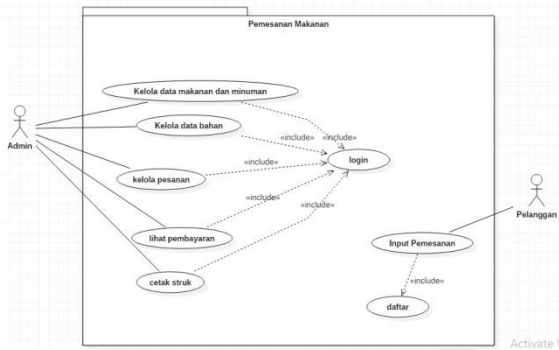 Pemesanan Makanan
Kelola data makanan dan minuman
Kelola data bahan
«include»
«include»
login
Admin
«include»
kelola pesanan
«include»
«include»
Pelanggan
lihat pembayaran
Input Pemesanan
cetak struk
«include»
daftar
Activate